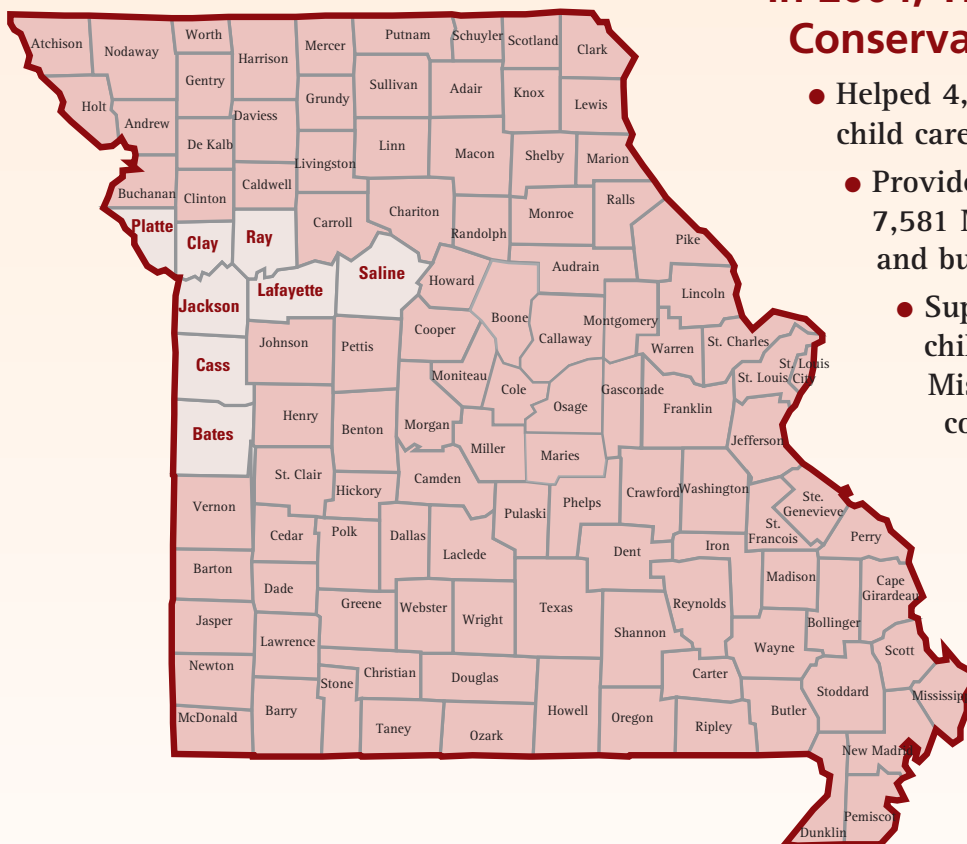 In 2004,
Conserva
Helped 4,
child care
Provide
7,581
and bu
Sup
chil
Mis
co
Atchison
Nodaway
Worth
Harrison
Mercer
Putnam
Schuyler
Scotland
Clark
Gentry
Sullivan
Adair
Knox
Lewis
Holt
Andrew
Daviess
Grundy
De Kalb
Linn
Macon
Shelby
Marion
Livingston
Buchanan
Clinton
Caldwell
Carroll
Chariton
Randolph
Monroe
Ralls
Pike
Platte
Clay
Ray
Saline
Howard
Audrain
Lincoln
Lafayette
Jackson
Cooper
Boone
Callaway
Montgomery
Warren
St. Charles
St. Louis
City
St. Louis
Johnson
Pettis
Moniteau
Cole
Osage
Gasconade
Franklin
Jefferson
Cass
Bates
Henry
Benton
Morgan
Miller
Maries
St. Clair
Hickory
Camden
Pulaski
Phelps
Crawford
Washington
Ste.
Genevieve
St.
Francois
Perry
Vernon
Cedar
Polk
Dallas
Laclede
Dent
Iron
Madison
Cape
Girardeau
Barton
Dade
Greene
Webster
Wright
Texas
Shannon
Reynolds
Bollinger
Wayne
Scott
Jasper
Lawrence
Newton
Christian
Stone
Douglas
Carter
Stoddard
Mississip
McDonald
Barry
Taney
Ozark
Howell
Oregon
Ripley
Butler
New Madrid
Pemisco
Dunklin